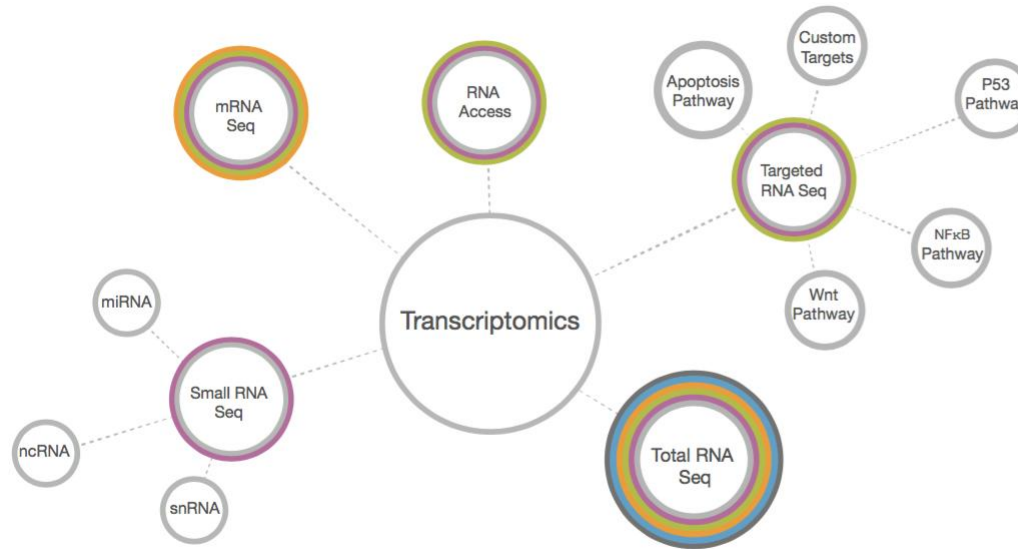 mRNA
Seq
RNA
Access
Apoptosis
Pathway
Custom
Targets
P53
Pathwa
Targeted
RNA Seq
NFκB
Pathway
Wnt
Pathway
Transcriptomics
miRNA
Small RNA
Seq
ncRNA
snRNA
Total RNA
Seq